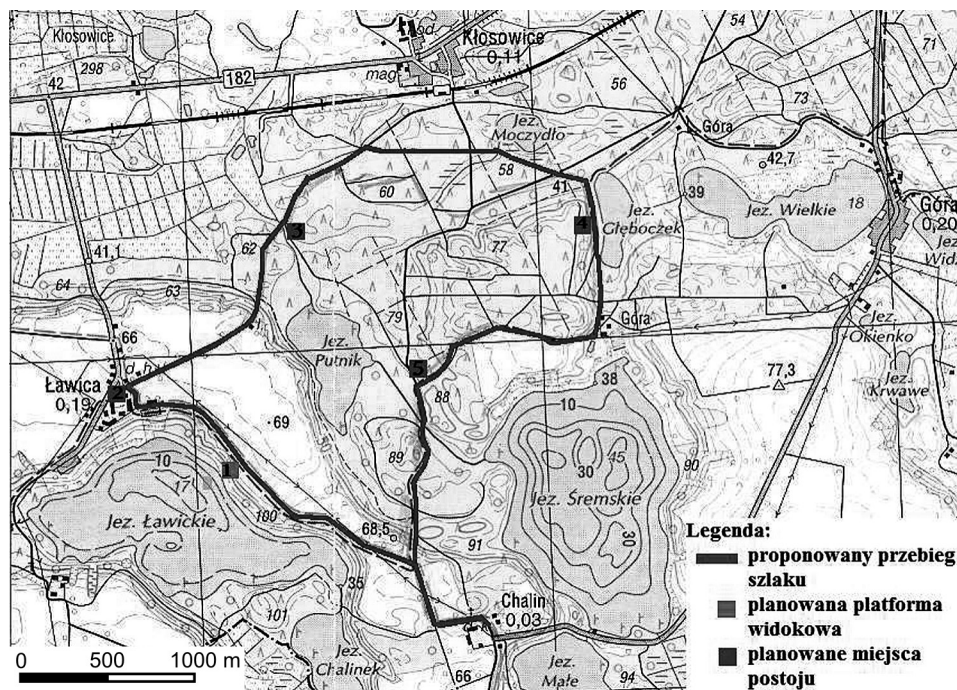 Kłosowice
298
42
182
mag
Kłosowice
0,11
54
71
56
73
Jez.
Moczydło
Góra
42,7
58
60
41
39
Jez.
Głęboczek
Jez. Wielkie
18
Góra
0,20
3
4
62
77
41,1
64
63
79
Góra
Jez.
Okienko
66
Jez.
Putnik
Ławica
0,19
2
5
88
38
77,3
Jez.
Krwawe
69
10
10
1
17
89
30
45
90
Jez. Ławickie
100
68,5
Jez. Śremskie
91
30
35
Chalin
0,03
101
Jez.
Chalinek
66
Jez.
Małe
94
Legenda:
proponowany przebieg
szlaku
planowana platforma
widokowa
planowane miejsca
postoju
0 500 1000 m